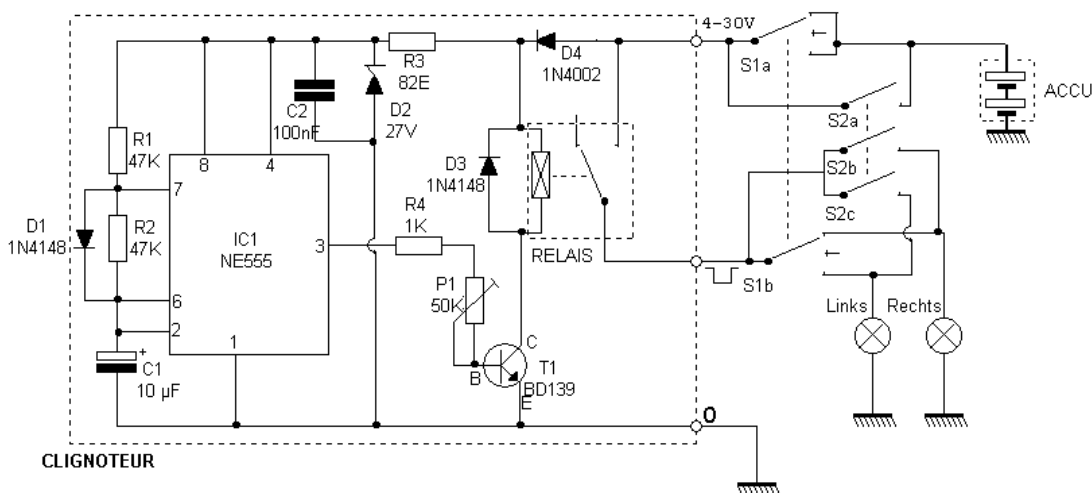 4-30V
D4
1N4002
S1a
ACCU
R3
82E
C2
100nF
D2
27V
S2a
R1
47K
8
4
D3
1N4148
S2b
7
R4
1K
S2c
D1
1N4148
R2
47K
IC1
NE555
3
RELAIS
P1
50K
S1b
6
Links
Rechts
2
1
+
C1
10 µF
C
B
T1
BD139
E
0
CLIGNOTEUR